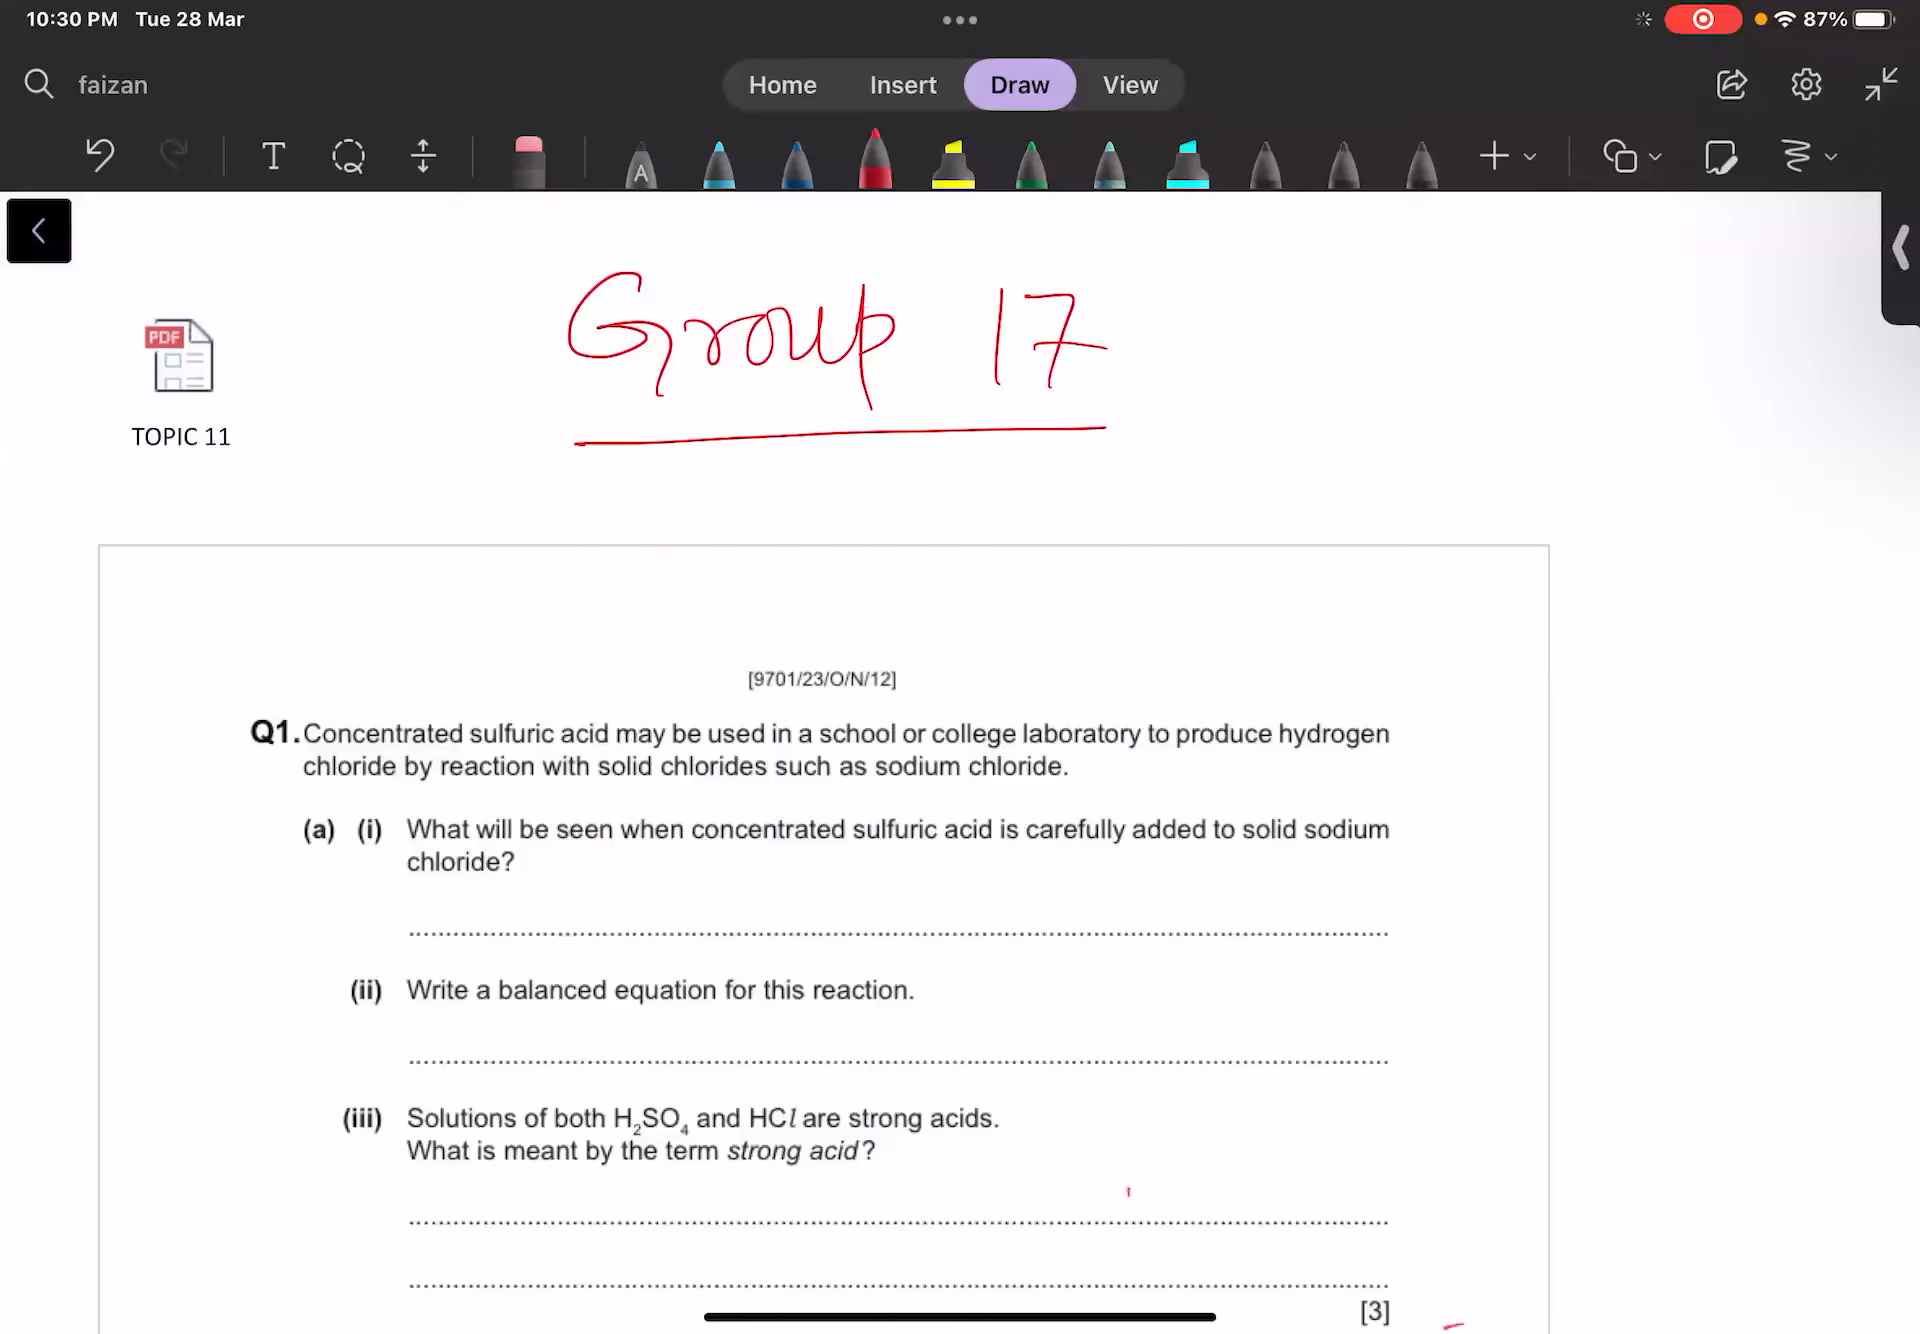 10:30 PM Tue 28 Mar
87%
faizan
Home Insert Draw View
T
A
PDF
TOPIC 11
Group 17
[9701/23/O/N/12]
Q1. Concentrated sulfuric acid may be used in a school or college laboratory to produce hydrogen
chloride by reaction with solid chlorides such as sodium chloride.
(a) (i) What will be seen when concentrated sulfuric acid is carefully added to solid sodium
chloride?
(ii) Write a balanced equation for this reaction.
(iii) Solutions of both H₂SO₄ and HCl are strong acids.
What is meant by the term strong acid?
[3]